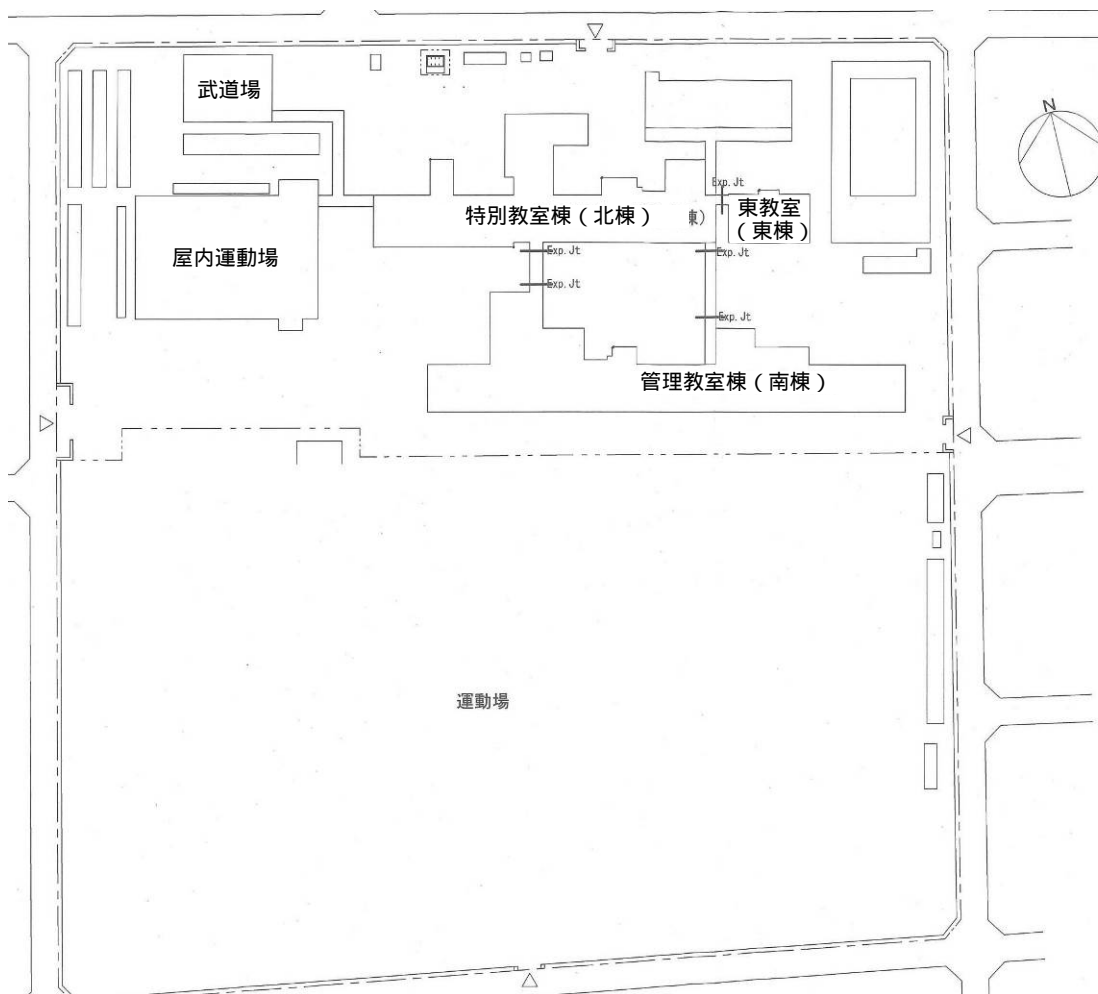 武道場
N
Exp.Jt
特別教室棟（北棟）
棟）
東教室
（東棟）
屋内運動場
Exp.Jt
Exp.Jt
Exp.Jt
Exp.Jt
管理教室棟（南棟）
運動場